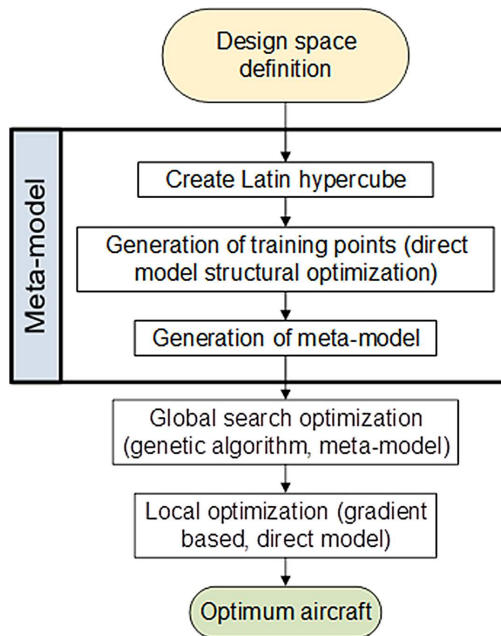 Design space
definition
Meta-model
Create Latin hypercube
Generation of training points (direct
model structural optimization)
Generation of meta-model
Global search optimization
(genetic algorithm, meta-model)
Local optimization (gradient
based, direct model)
Optimum aircraft